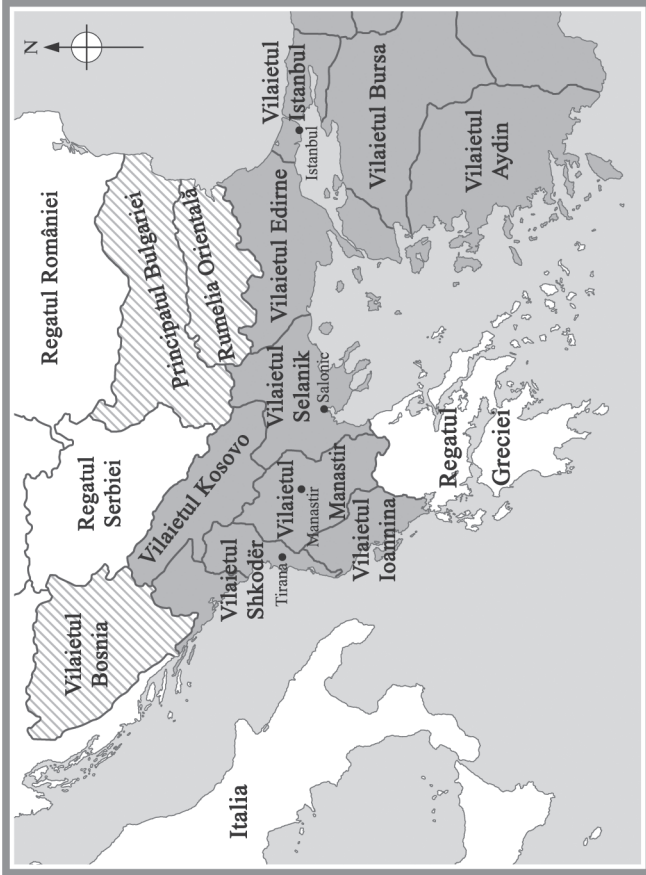 N
Regatul României
Principatul Bulgariei
Rumelia Orientală
Regatul
Serbiei
Vilaietul
Bosnia
Vilaietul Kosovo
Vilaietul
Shkodër
Tirana
Vilaietul
Manastir
Manastir
Vilaietul
Ioannina
Vilaietul
Selanik
Salonic
Vilaietul Edirne
Vilaietul
Istanbul
Istanbul
Vilaietul Bursa
Vilaietul
Aydin
Regatul
Greciei
Italia